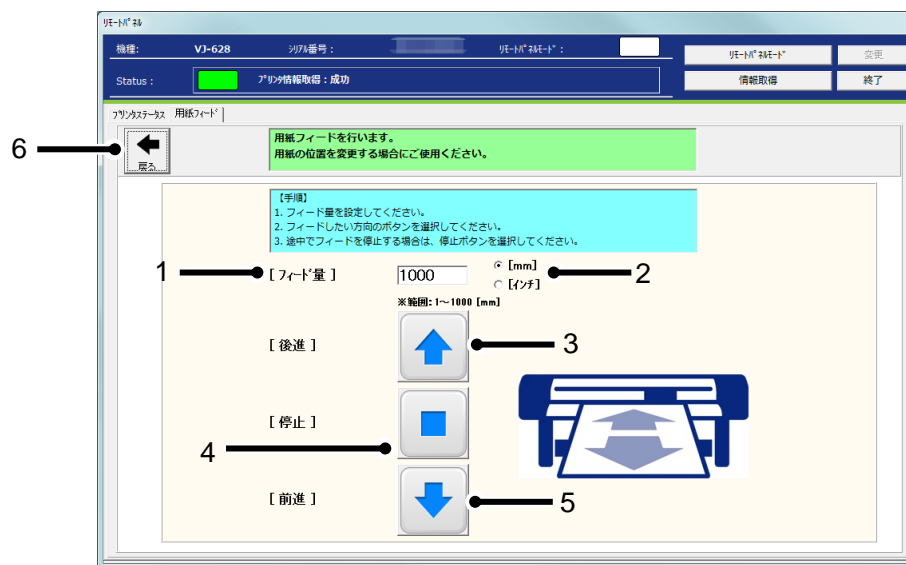 ﾘﾓｰﾄﾊﾟﾈﾙ
機種: VJ-628 ｼﾘｱﾙ番号： ﾘﾓｰﾄﾊﾟﾈﾙﾓｰﾄﾞ：
ﾘﾓｰﾄﾊﾟﾈﾙﾓｰﾄﾞ 変更
Status： ﾌﾟﾘﾝﾀ情報取得：成功
情報取得 終了
ﾌﾟﾘﾝﾀｽﾃｰﾀｽ 用紙ﾌｨｰﾄﾞ
6
戻る
用紙フィードを行います。
用紙の位置を変更する場合にご使用ください。
【手順】
1. フィード量を設定してください。
2. フィードしたい方向のボタンを選択してください。
3. 途中でフィードを停止する場合は、停止ボタンを選択してください。
1 [ﾌｨｰﾄﾞ量 ] 1000 [mm] 2
[ｲﾝﾁ]
※範囲: 1～1000 [mm]
[ 後進 ] 3
[ 停止 ]
4
[ 前進 ] 5